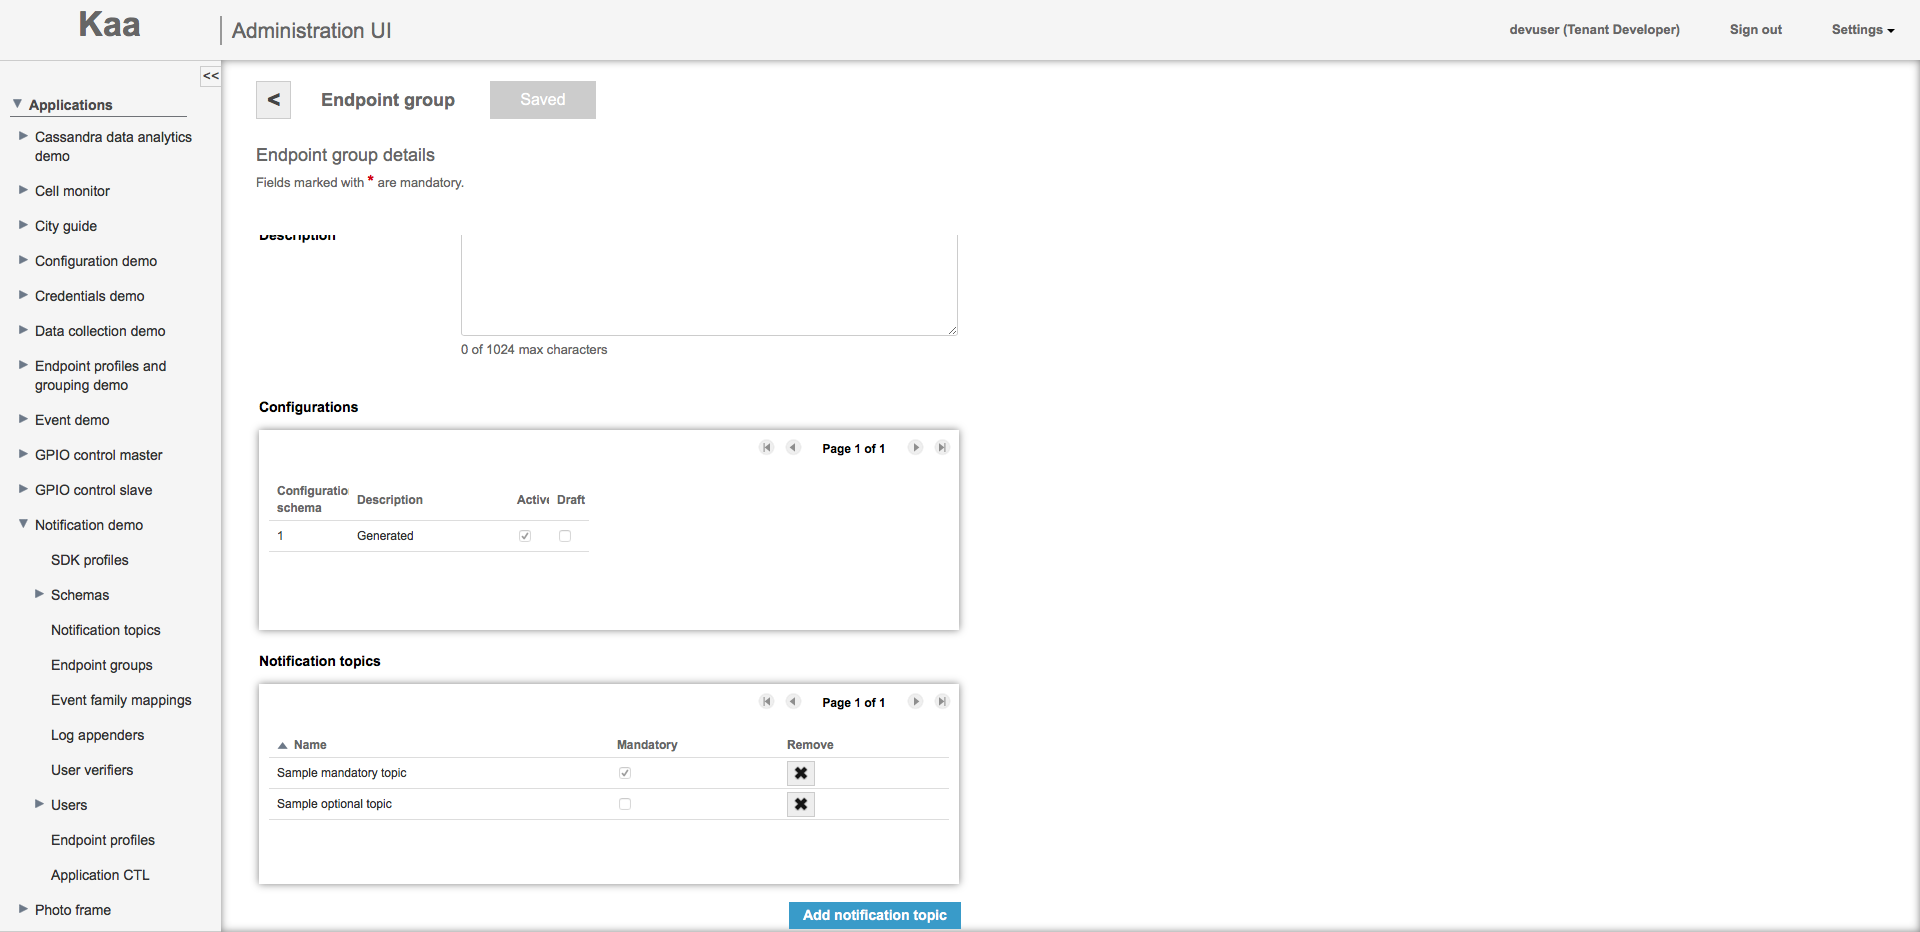 Kaa
Administration UI
devuser (Tenant Developer)
Sign out
Settings
<<
Applications
Cassandra data analytics
demo
Cell monitor
City guide
Configuration demo
Credentials demo
Data collection demo
Endpoint profiles and
grouping demo
Event demo
GPIO control master
GPIO control slave
Notification demo
SDK profiles
Schemas
Notification topics
Endpoint groups
Event family mappings
Log appenders
User verifiers
Users
Endpoint profiles
Application CTL
Photo frame
<
Endpoint group
Saved
Endpoint group details
Fields marked with * are mandatory.
Description
0 of 1024 max characters
Configurations
Page 1 of 1
Configuratio
schema
Description
Active
Draft
1
Generated
Notification topics
Page 1 of 1
Name
Mandatory
Remove
Sample mandatory topic
Sample optional topic
Add notification topic